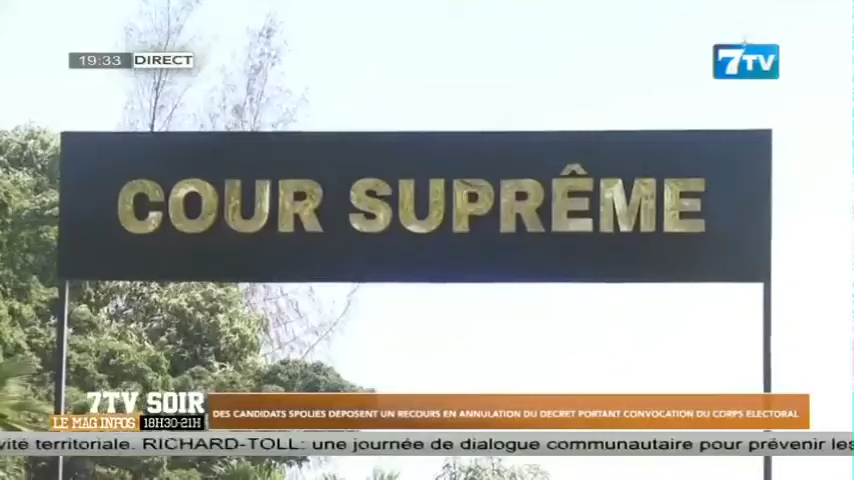 19:33 DIRECT
7TV
COUR SUPRÊME
7TV SOIR
LE MAG INFOS 18H30-21H
DES CANDIDATS SPOLIES DEPOSENT UN RECOURS EN ANNULATION DU DECRET PORTANT CONVOCATION DU CORPS ELECTORAL
vité territoriale. RICHARD-TOLL: une journée de dialogue communautaire pour prévenir les